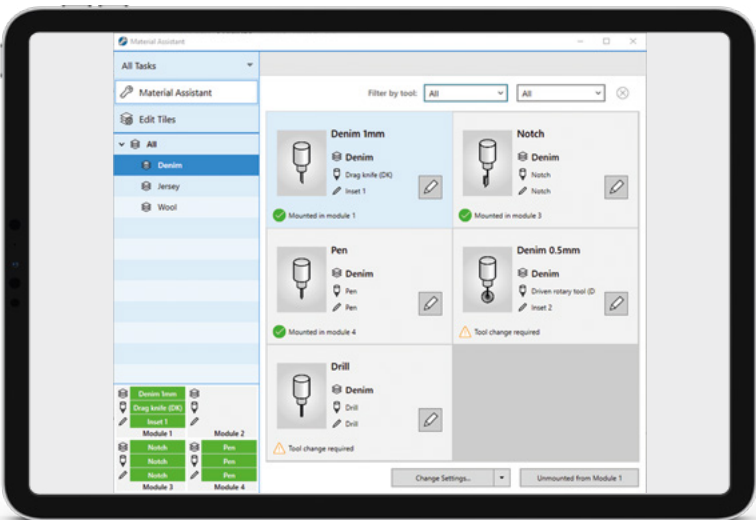 Material Assistant
All Tasks
Material Assistant
Edit Tiles
All
Denim
Jersey
Wool
Denim 1mm
Drag knife (DK)
Inset 1
Module 1
Module 2
Notch
Notch
Notch
Module 3
Pen
Pen
Pen
Module 4
Filter by tool: All All
Denim 1mm
Denim
Drag knife (DK)
Inset 1
Mounted in module 1
Notch
Denim
Notch
Notch
Mounted in module 3
Pen
Denim
Pen
Pen
Mounted in module 4
Denim 0.5mm
Denim
Driven rotary tool (D
Inset 2
Tool change required
Drill
Denim
Drill
Drill
Tool change required
Change Settings...
Unmounted from Module 1